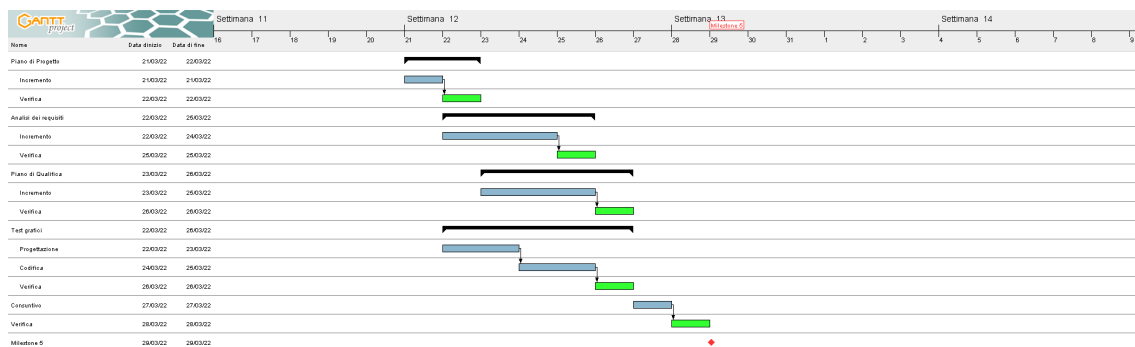 GANTT
project
Settimana 11
Settimana 12
Settimana 13
Settimana 14
Milestone 5
16 17 18 19 20 21 22 23 24 25 26 27 28 29 30 31 1 2 3 4 5 6 7 8 9
Nome Data d'inizio Data di fine
Piano di Progetto 21/03/22 22/03/22
Incremento 21/03/22 21/03/22
Verifica 22/03/22 22/03/22
Analisi dei requisiti 22/03/22 25/03/22
Incremento 22/03/22 24/03/22
Verifica 25/03/22 25/03/22
Piano di Qualifica 23/03/22 26/03/22
Incremento 23/03/22 25/03/22
Verifica 26/03/22 26/03/22
Test grafici 22/03/22 26/03/22
Progettazione 22/03/22 23/03/22
Codifica 24/03/22 25/03/22
Verifica 26/03/22 26/03/22
Consuntivo 27/03/22 27/03/22
Verifica 28/03/22 28/03/22
Milestone 5 29/03/22 29/03/22